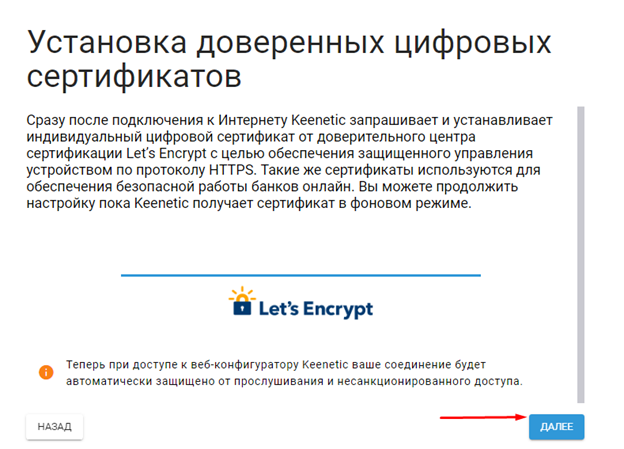 Установка доверенных цифровых
сертификатов
Сразу после подключения к Интернету Keenetic запрашивает и устанавливает
индивидуальный цифровой сертификат от доверительного центра
сертификации Let's Encrypt с целью обеспечения защищенного управления
устройством по протоколу HTTPS. Такие же сертификаты используются для
обеспечения безопасной работы банков онлайн. Вы можете продолжить
настройку пока Keenetic получает сертификат в фоновом режиме.
Let's Encrypt
Теперь при доступе к веб-конфигуратору Keenetic ваше соединение будет
автоматически защищено от прослушивания и несанкционированного доступа.
НАЗАД
ДАЛЕЕ